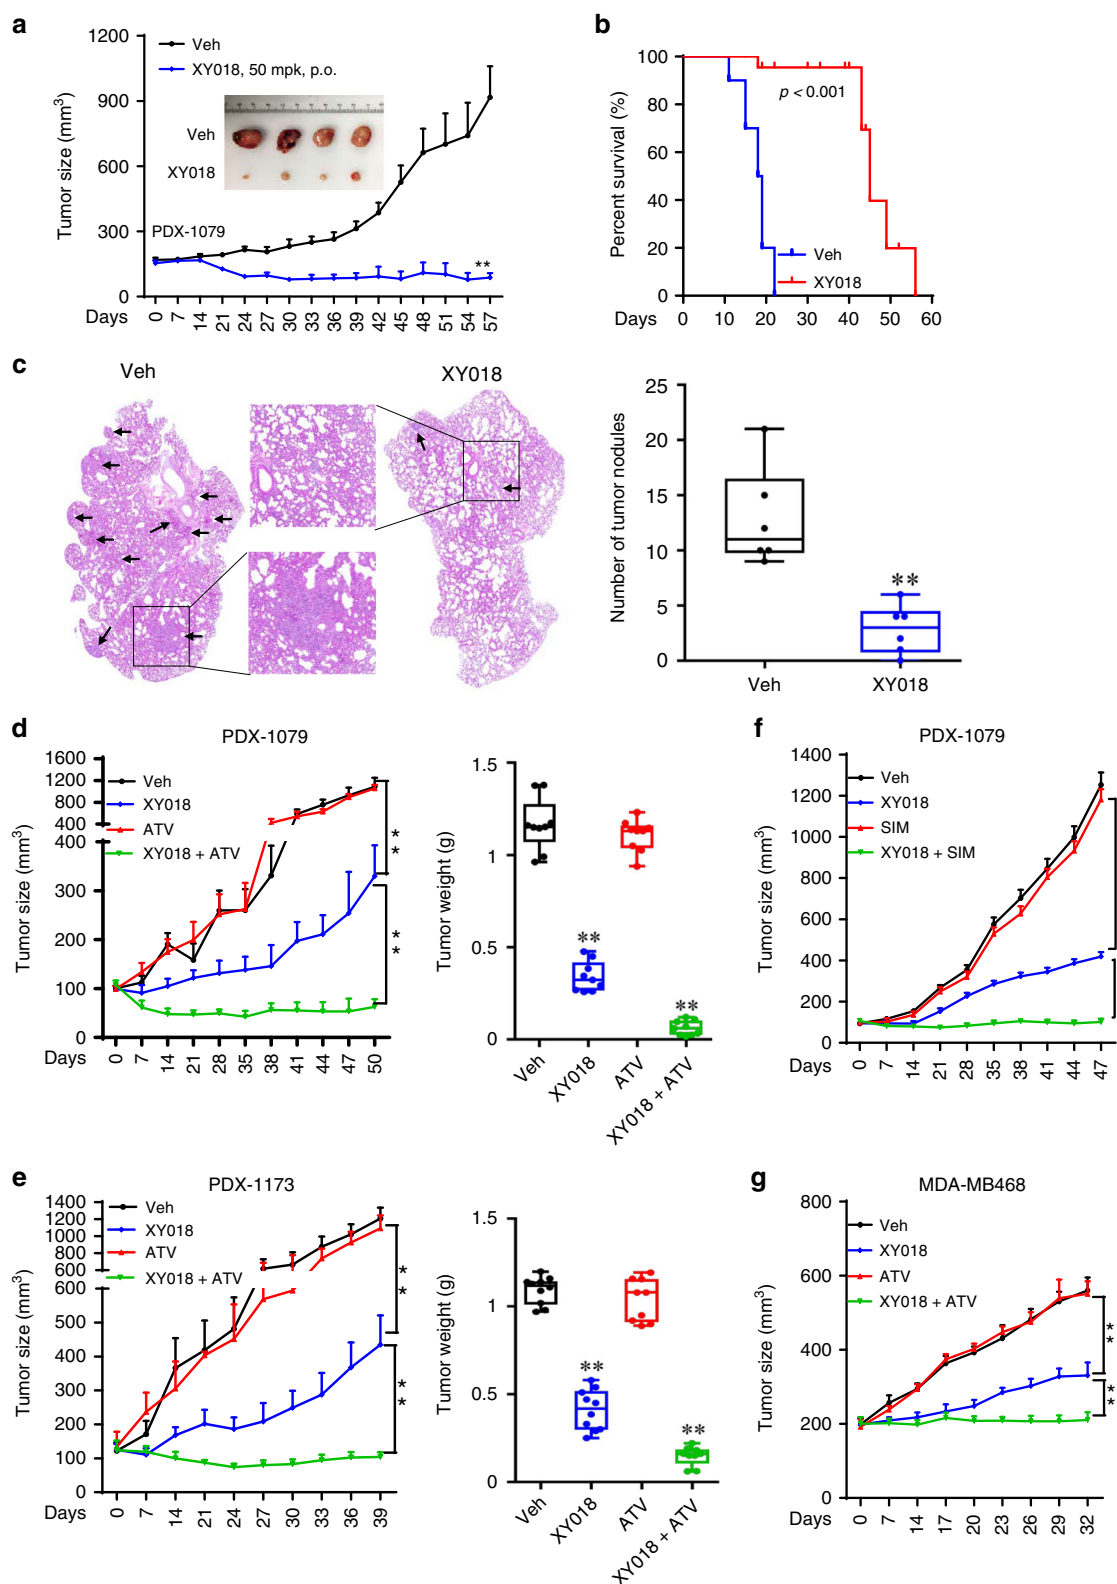 a
1200
900
600
300
0
Tumor size (mm³)
Veh
XY018, 50 mpk, p.o.
Veh
XY018
PDX-1079
**
Days
0 7 14 21 24 27 30 33 36 39 42 45 48 51 54 57
b
100
80
60
40
20
0
Percent survival (%)
p < 0.001
Veh
XY018
Days
0 10 20 30 40 50 60
c
Veh
XY018
25
20
15
10
5
0
Number of tumor nodules
**
Veh
XY018
d
PDX-1079
1600
1200
800
400
400
300
200
100
0
Tumor size (mm³)
Veh
XY018
ATV
XY018 + ATV
**
**
Days
0 7 14 21 28 35 38 41 44 47 50
1.5
1
0.5
0
Tumor weight (g)
**
**
Veh
XY018
ATV
XY018 + ATV
f
PDX-1079
1400
1200
1000
800
600
400
200
0
Tumor size (mm³)
Veh
XY018
SIM
XY018 + SIM
Days
0 7 14 21 28 35 38 41 44 47
e
PDX-1173
1400
1200
1000
800
600
600
500
400
300
200
100
0
Tumor size (mm³)
Veh
XY018
ATV
XY018 + ATV
**
**
Days
0 7 14 21 24 27 30 33 36 39
1.5
1
0.5
0
Tumor weight (g)
**
**
Veh
XY018
ATV
XY018 + ATV
g
MDA-MB468
800
600
400
200
0
Tumor size (mm³)
Veh
XY018
ATV
XY018 + ATV
**
**
Days
0 7 14 17 20 23 26 29 32